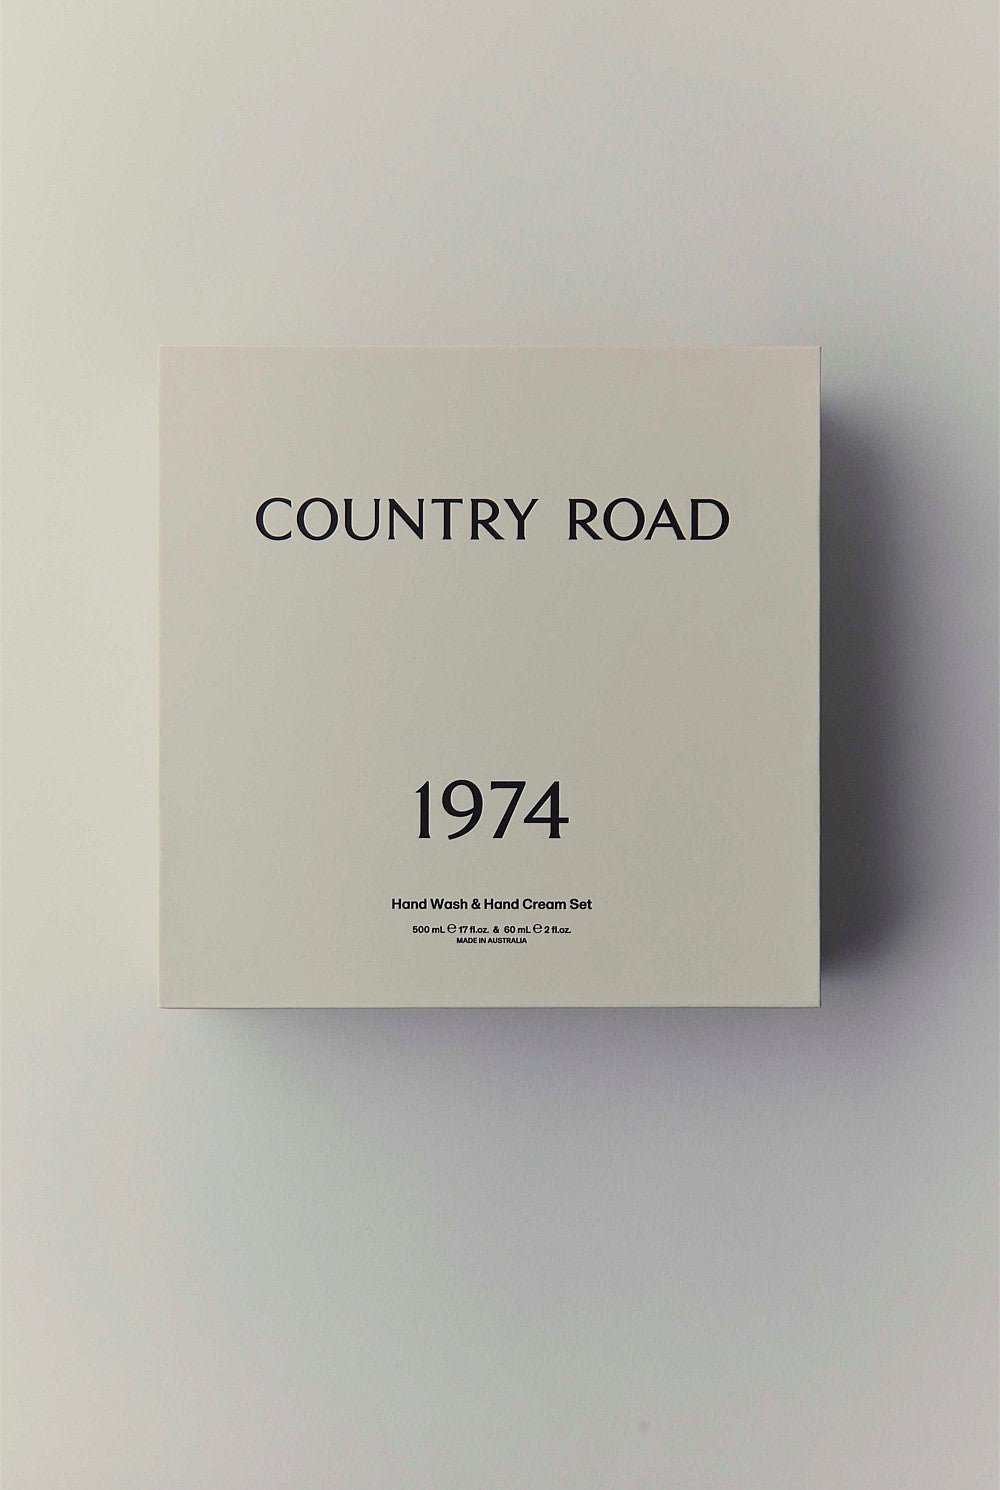 COUNTRY ROAD
1974
Hand Wash & Hand Cream Set
500 mL ℮ 17 fl.oz. & 60 mL ℮ 2 fl.oz.
MADE IN AUSTRALIA